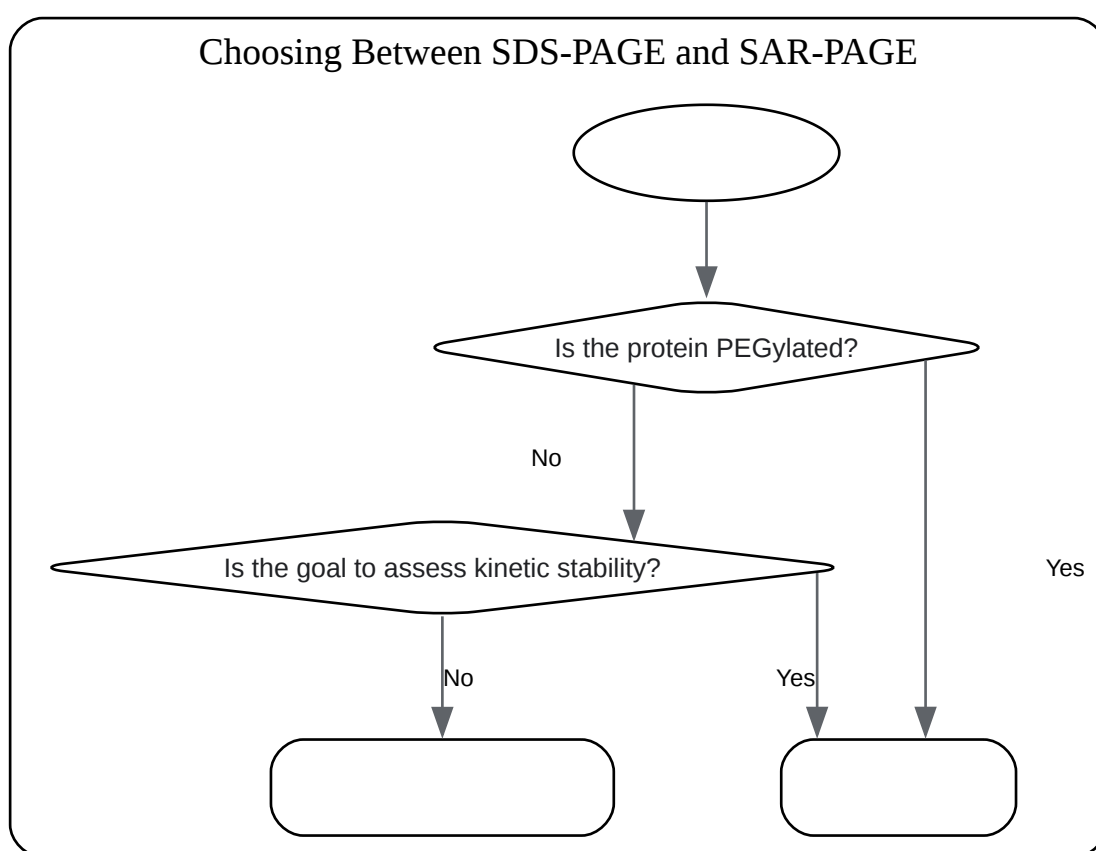 Choosing Between SDS-PAGE and SAR-PAGE
Is the protein PEGylated?
No
Is the goal to assess kinetic stability?
Yes
No
Yes